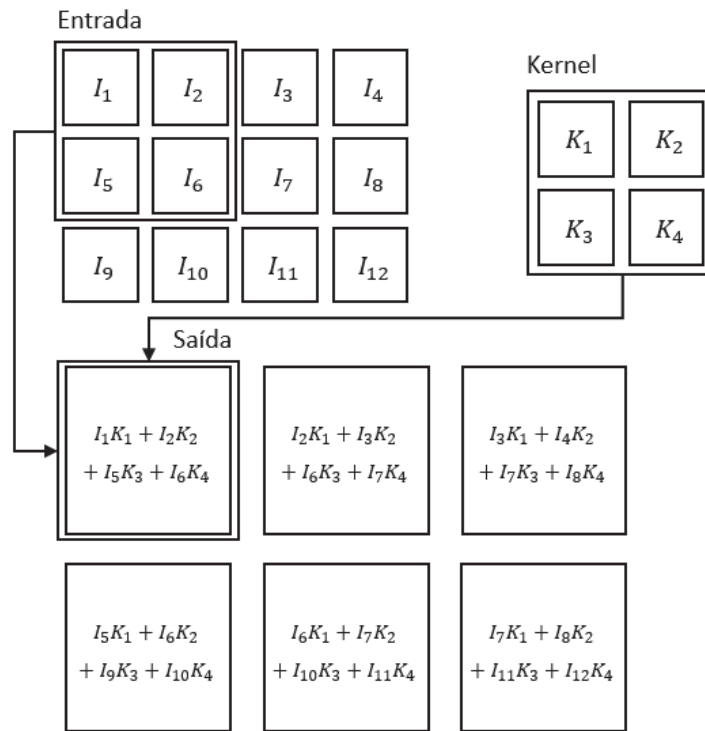 Entrada
I₁ I₂ I₃ I₄
Kernel
K₁ K₂
I₅ I₆ I₇ I₈
K₃ K₄
I₉ I₁₀ I₁₁ I₁₂
Saída
I₁K₁ + I₂K₂
+ I₅K₃ + I₆K₄
I₂K₁ + I₃K₂
+ I₆K₃ + I₇K₄
I₃K₁ + I₄K₂
+ I₇K₃ + I₈K₄
I₅K₁ + I₆K₂
+ I₉K₃ + I₁₀K₄
I₆K₁ + I₇K₂
+ I₁₀K₃ + I₁₁K₄
I₇K₁ + I₈K₂
+ I₁₁K₃ + I₁₂K₄